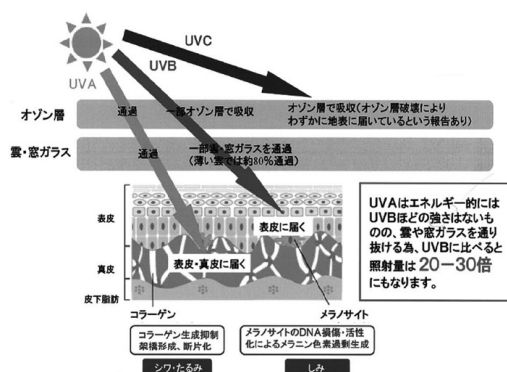 UVC
UVB
UVA
オゾン層
通過
一部オゾン層で吸収
オゾン層で吸収(オゾン層破壊により
わずかに地表に届いているという報告あり)
雲・窓ガラス
通過
一部雲・窓ガラスを通過
(薄い雲では約80%通過)
表皮
表皮に届く
真皮
表皮・真皮に届く
皮下脂肪
UVAはエネルギー的には
UVBほどの強さはないも
のの、雲や窓ガラスを通り
抜ける為、UVBに比べると
照射量は20−30倍
にもなります。
コラーゲン
メラノサイト
コラーゲン生成抑制
架橋形成、断片化
メラノサイトのDNA損傷・活性
化によるメラニン色素過剰生成
シワ・たるみ
しみ